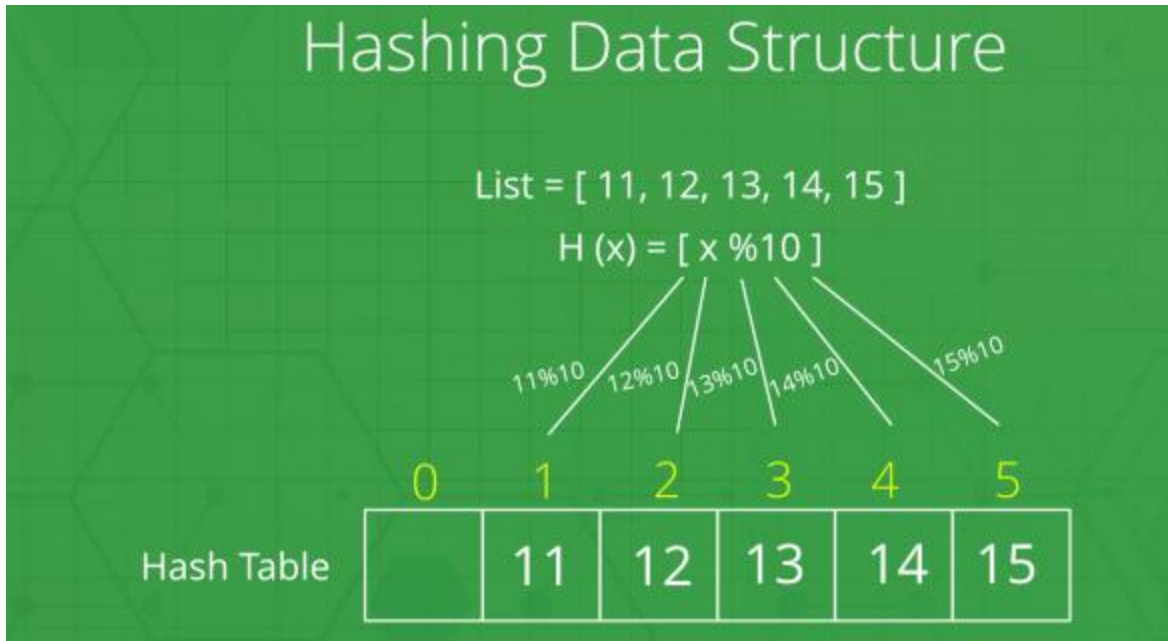 Hashing Data Structure
List = [ 11, 12, 13, 14, 15 ]
H (x) = [ x %10 ]
11%10 12%10 13%10 14%10 15%10
0 1 2 3 4 5
Hash Table 11 12 13 14 15